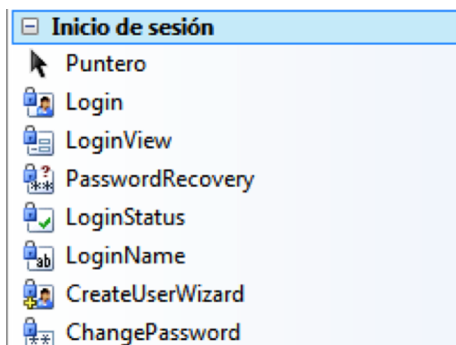 Inicio de sesión
Puntero
Login
LoginView
PasswordRecovery
LoginStatus
LoginName
CreateUserWizard
ChangePassword